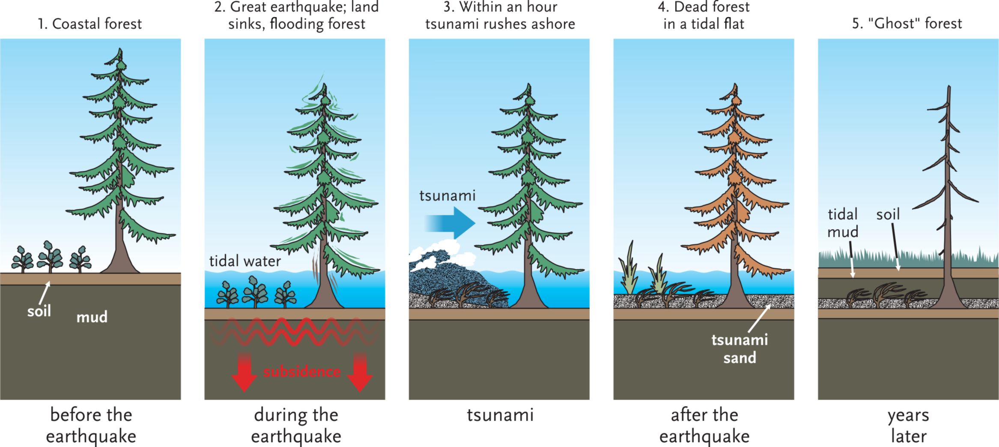 1. Coastal forest
2. Great earthquake; land
sinks, flooding forest
3. Within an hour
tsunami rushes ashore
4. Dead forest
in a tidal flat
5. "Ghost" forest
soil
mud
tidal water
subsidence
tsunami
tsunami
sand
tidal
mud
soil
before the
earthquake
during the
earthquake
tsunami
after the
earthquake
years
later